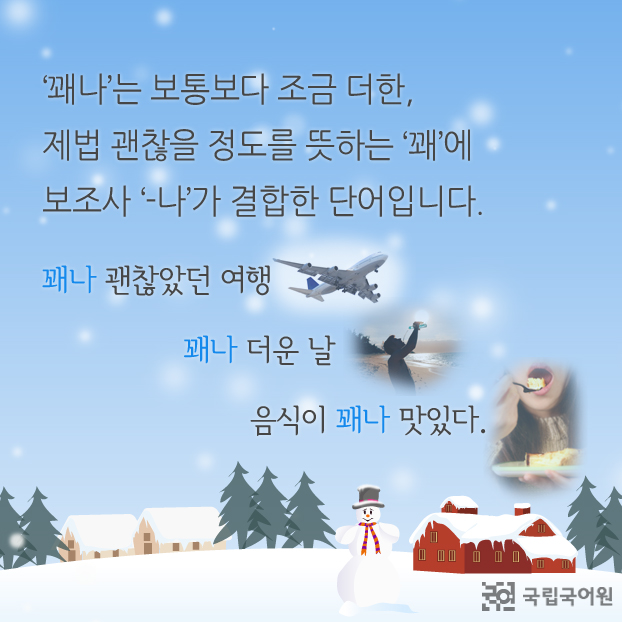 ‘꽤나’는 보통보다 조금 더한,
제법 괜찮을 정도를 뜻하는 ‘꽤’에
보조사 ‘-나’가 결합한 단어입니다.
꽤나 괜찮았던 여행
꽤나 더운 날
음식이 꽤나 맛있다.
국립국어원